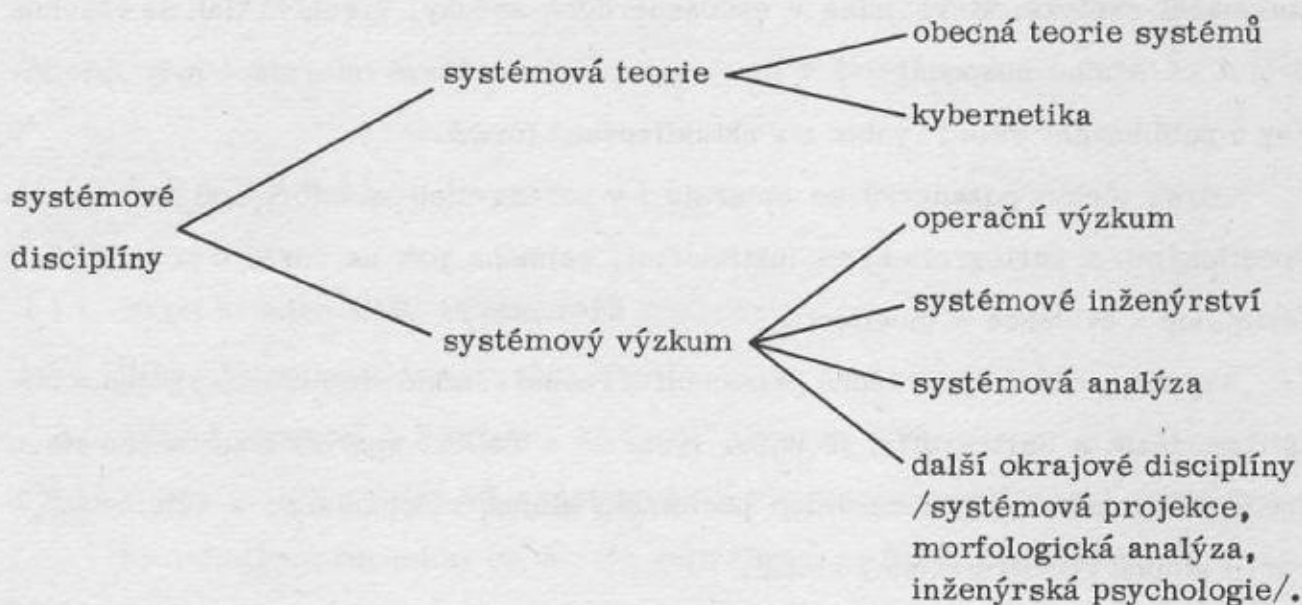 obecná teorie systémů
systémová teorie
kybernetika
systémové
disciplíny
operační výzkum
systémové inženýrství
systémový výzkum
systémová analýza
další okrajové disciplíny
/systémová projekce,
morfologická analýza,
inženýrská psychologie/.